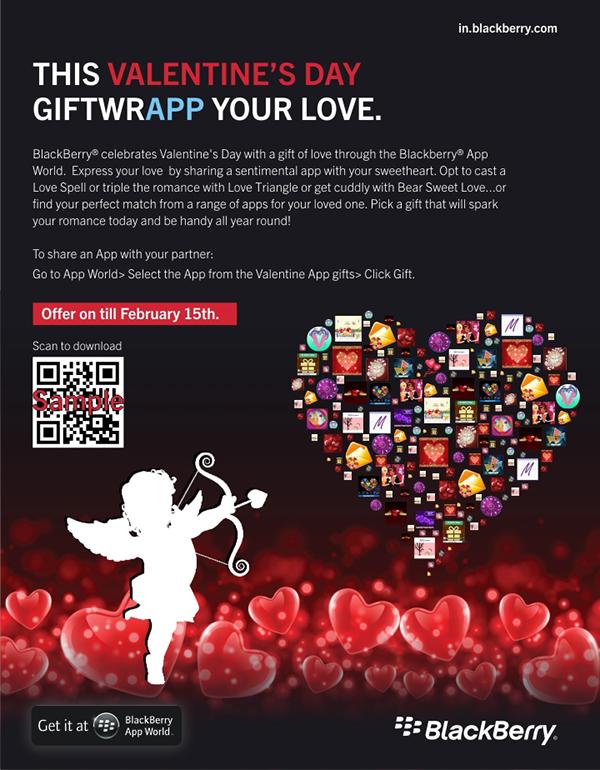 in.blackberry.com
THIS VALENTINE'S DAY
GIFTWRAPP YOUR LOVE.
BlackBerry® celebrates Valentine's Day with a gift of love through the Blackberry® App
World. Express your love by sharing a sentimental app with your sweetheart. Opt to cast a
Love Spell or triple the romance with Love Triangle or get cuddly with Bear Sweet Love...or
find your perfect match from a range of apps for your loved one. Pick a gift that will spark
your romance today and be handy all year round!
To share an App with your partner:
Go to App World> Select the App from the Valentine App gifts> Click Gift.
Offer on till February 15th.
Scan to download
Sample
Get it at BlackBerry
App World™
BlackBerry®